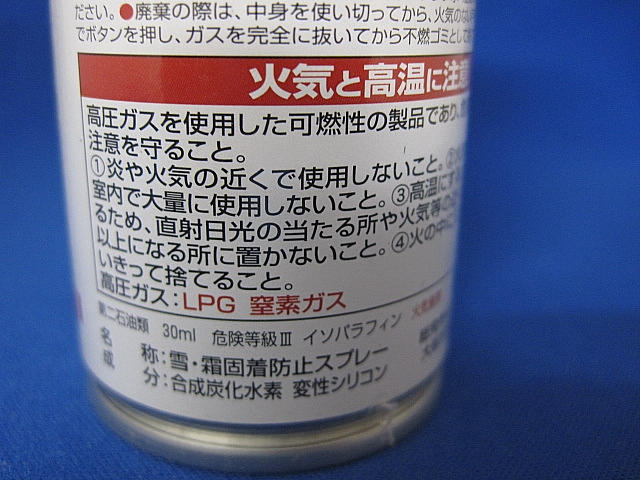 ださい。●廃棄の際は、中身を使い切ってから、火気のない
でボタンを押し、ガスを完全に抜いてから不燃ゴミとして
火気と高温に注意
高圧ガスを使用した可燃性の製品であり、
注意を守ること。
①炎や火気の近くで使用しないこと。②
室内で大量に使用しないこと。③高温にす
るため、直射日光の当たる所や火気等の
以上になる所に置かないこと。④火の中に
いきって捨てること。
高圧ガス:LPG 窒素ガス
第二石油類 30ml 危険等級Ⅲ イソパラフィン 火気厳禁
名 称:雪・霜固着防止スプレー
成 分:合成炭化水素 変性シリコン